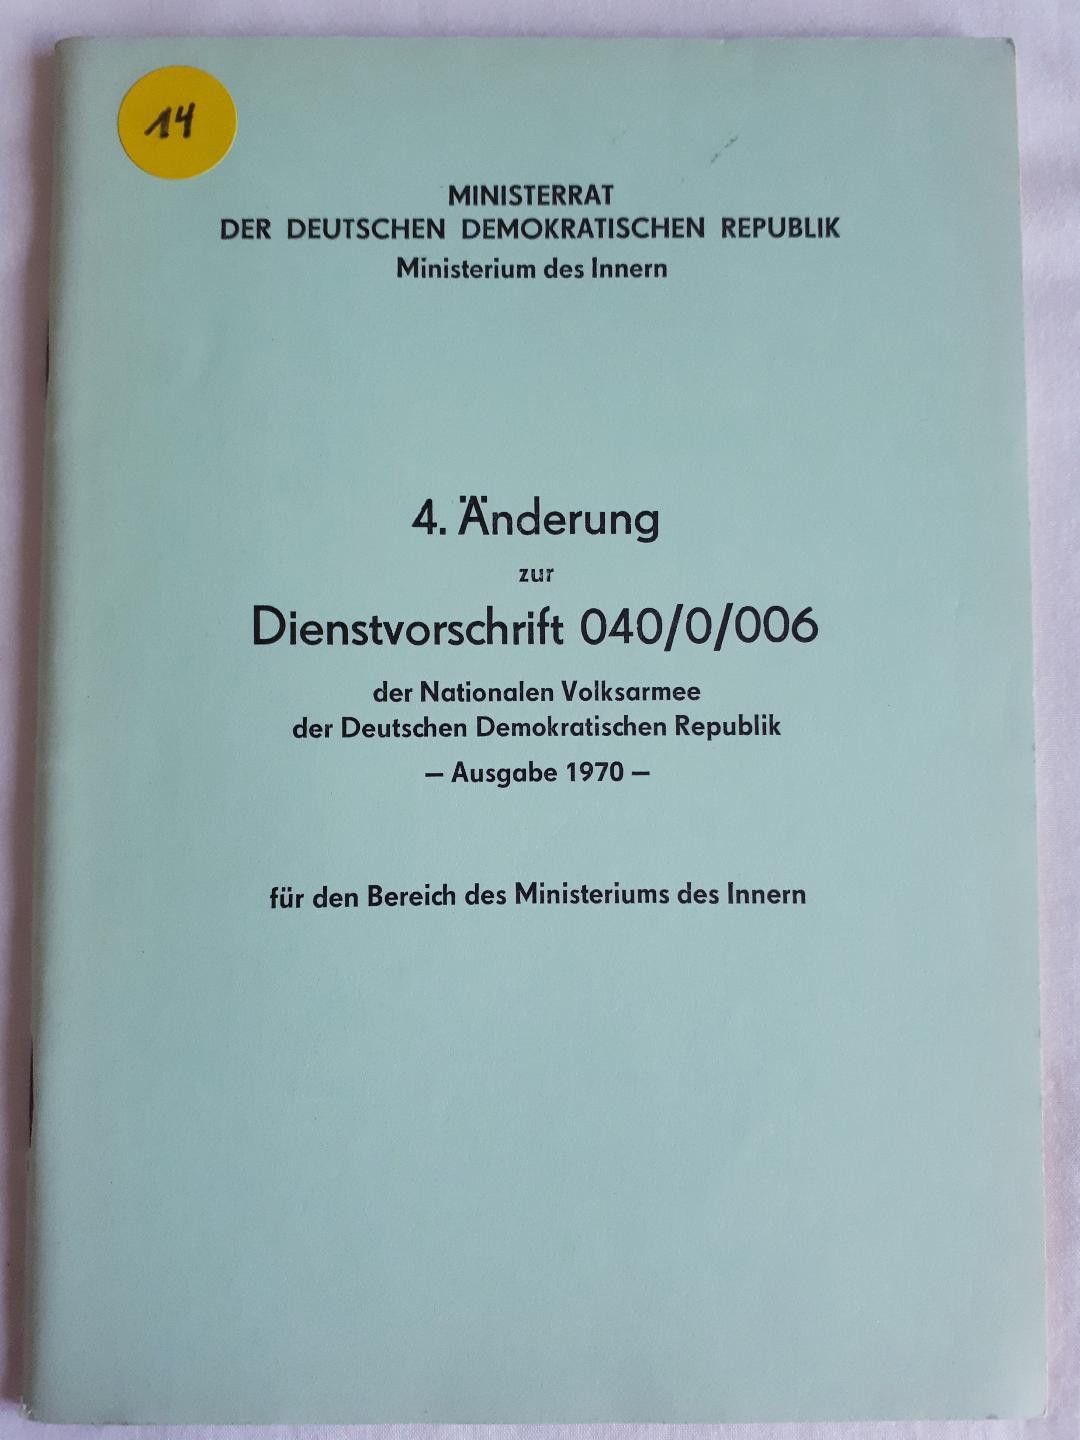 14
MINISTERRAT
DER DEUTSCHEN DEMOKRATISCHEN REPUBLIK
Ministerium des Innern
4. Änderung
zur
Dienstvorschrift 040/0/006
der Nationalen Volksarmee
der Deutschen Demokratischen Republik
– Ausgabe 1970 –
für den Bereich des Ministeriums des Innern